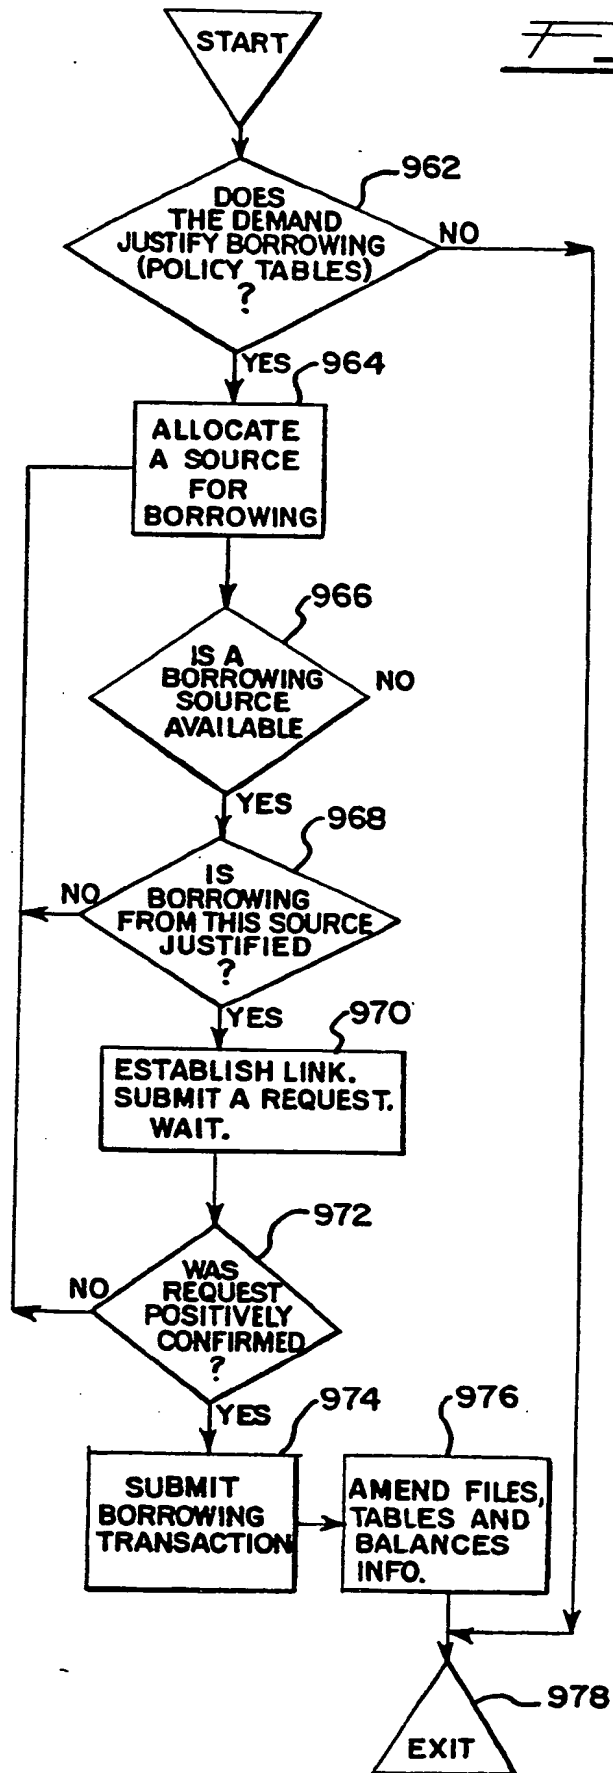 START
962
DOES
THE DEMAND
JUSTIFY BORROWING
(POLICY TABLES)
?
NO
YES
964
ALLOCATE
A SOURCE
FOR
BORROWING
966
IS A
BORROWING
SOURCE
AVAILABLE
NO
YES
968
IS
BORROWING
FROM THIS SOURCE
JUSTIFIED
?
NO
YES
970
ESTABLISH LINK.
SUBMIT A REQUEST.
WAIT.
972
WAS
REQUEST
POSITIVELY
CONFIRMED
?
NO
YES
974
SUBMIT
BORROWING
TRANSACTION
976
AMEND FILES,
TABLES AND
BALANCES
INFO.
978
EXIT